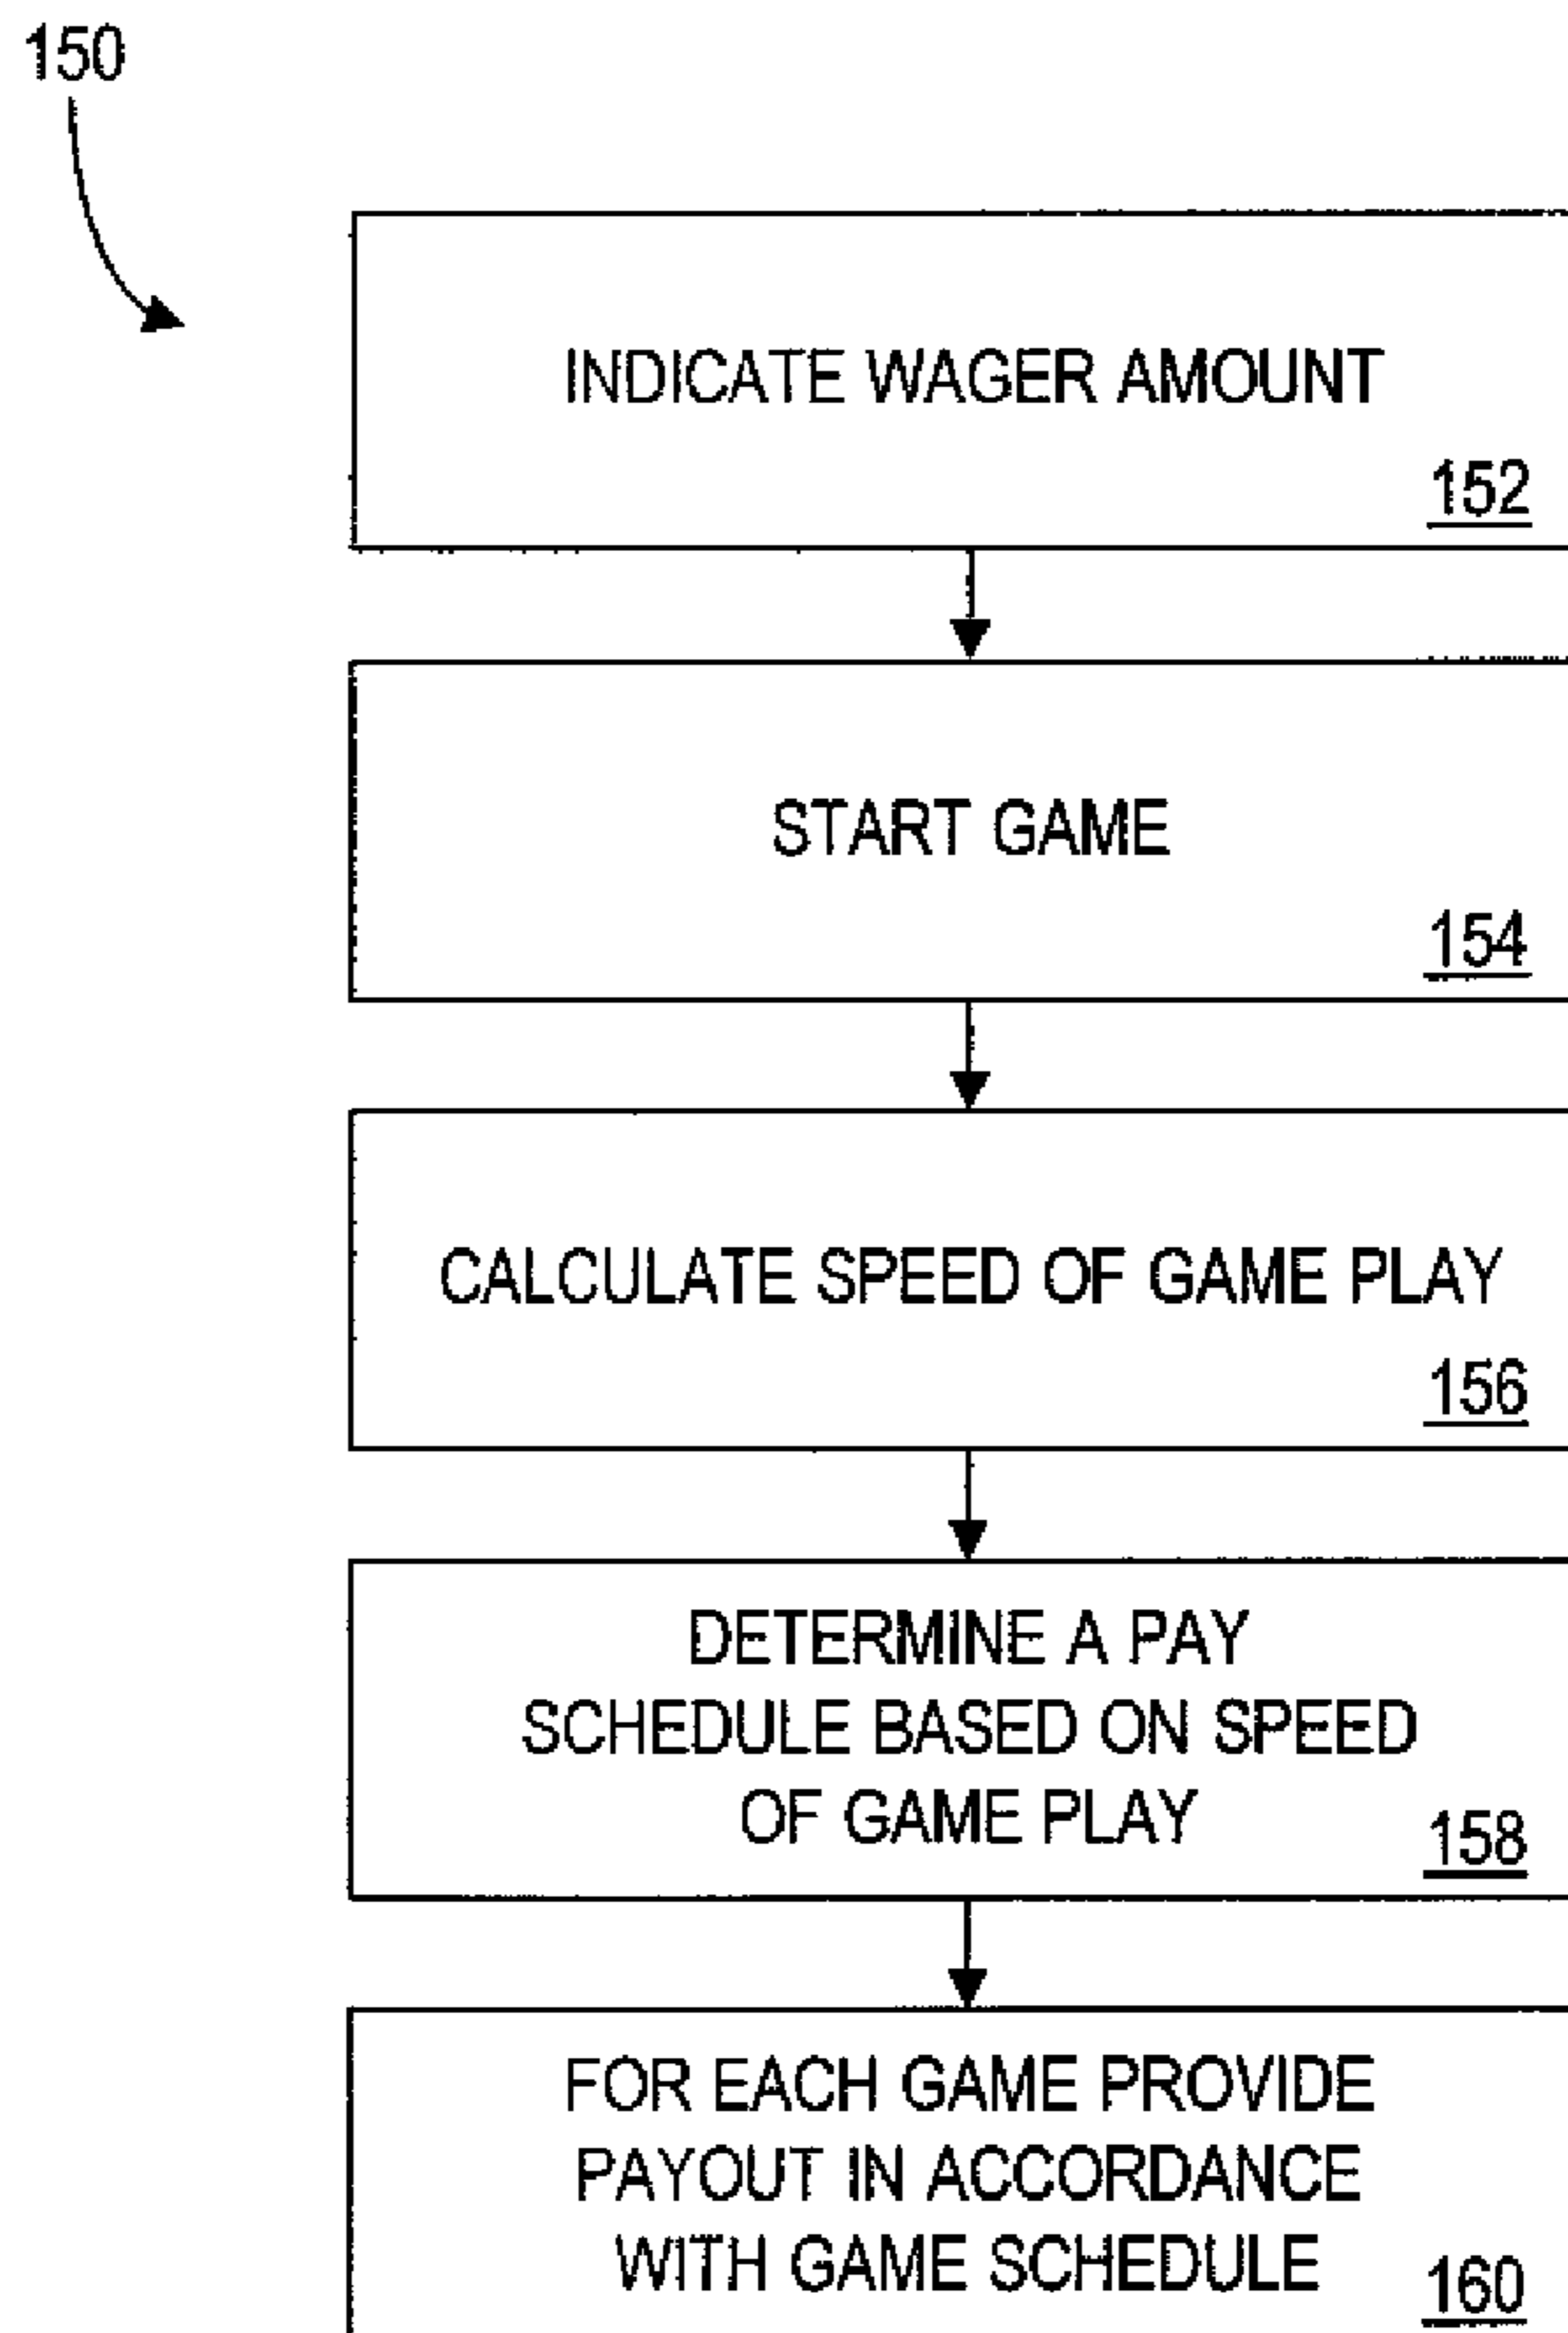 150
INDICATE WAGER AMOUNT
152
START GAME
154
CALCULATE SPEED OF GAME PLAY
156
DETERMINE A PAY
SCHEDULE BASED ON SPEED
OF GAME PLAY
158
FOR EACH GAME PROVIDE
PAYOUT IN ACCORDANCE
WITH GAME SCHEDULE
160